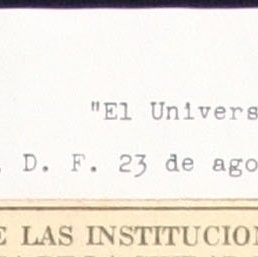 "El Univers
. D. F. 23 de ago
E LAS INSTITUCION